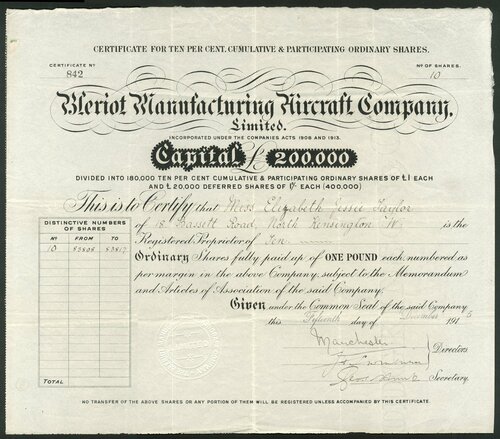 CERTIFICATE FOR TEN PER CENT. CUMULATIVE & PARTICIPATING ORDINARY SHARES.
CERTIFICATE Nº
842
Nº OF SHARES.
10
Bleriot Manufacturing Aircraft Company,
Limited.
INCORPORATED UNDER THE COMPANIES ACTS 1908 AND 1913.
Capital £200.000
DIVIDED INTO 180,000 TEN PER CENT CUMULATIVE & PARTICIPATING ORDINARY SHARES OF £1 EACH
AND £20,000 DEFERRED SHARES OF 1/- EACH (400,000)
This is to Certify that Miss Elizabeth Jessie Taylor
of 18 Bassett Road, North Kensington W is the
Registered Proprietor of Ten
Ordinary Shares fully paid up of ONE POUND each, numbered as
per margin in the above Company, subject to the Memorandum
and Articles of Association of the said Company.
Given under the Common Seal of the said Company
this Fifteenth day of December 1915
DISTINCTIVE NUMBERS
OF SHARES
Nº FROM TO
10 83808 83817
TOTAL
Manchester
Directors
Secretary.
NO TRANSFER OF THE ABOVE SHARES OR ANY PORTION OF THEM WILL BE REGISTERED UNLESS ACCOMPANIED BY THIS CERTIFICATE.